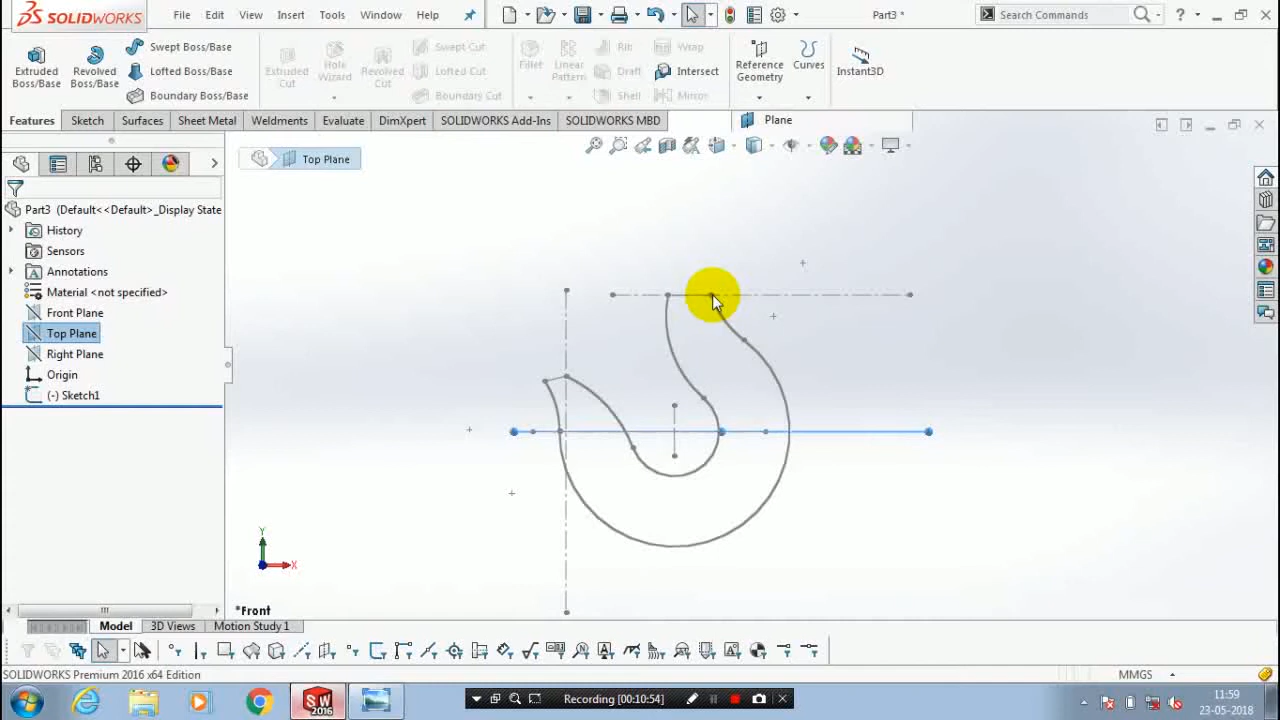 SOLIDWORKS File Edit View Insert Tools Window Help Part3 * Search Commands ?
Extruded Boss/Base Revolved Boss/Base Swept Boss/Base Lofted Boss/Base Boundary Boss/Base Extruded Cut Hole Wizard Revolved Cut Swept Cut Lofted Cut Boundary Cut Fillet Linear Pattern Rib Draft Shell Wrap Intersect Mirror Reference Geometry Curves Instant3D
Features Sketch Surfaces Sheet Metal Weldments Evaluate DimXpert SOLIDWORKS Add-Ins SOLIDWORKS MBD Plane
Top Plane
Part3 (Default<<Default>_Display State
History
Sensors
Annotations
Material <not specified>
Front Plane
Top Plane
Right Plane
Origin
(-) Sketch1
Y
X
*Front
Model 3D Views Motion Study 1
SOLIDWORKS Premium 2016 x64 Edition MMGS
SW 2016 Recording [00:10:54] 11:59
23-05-2018